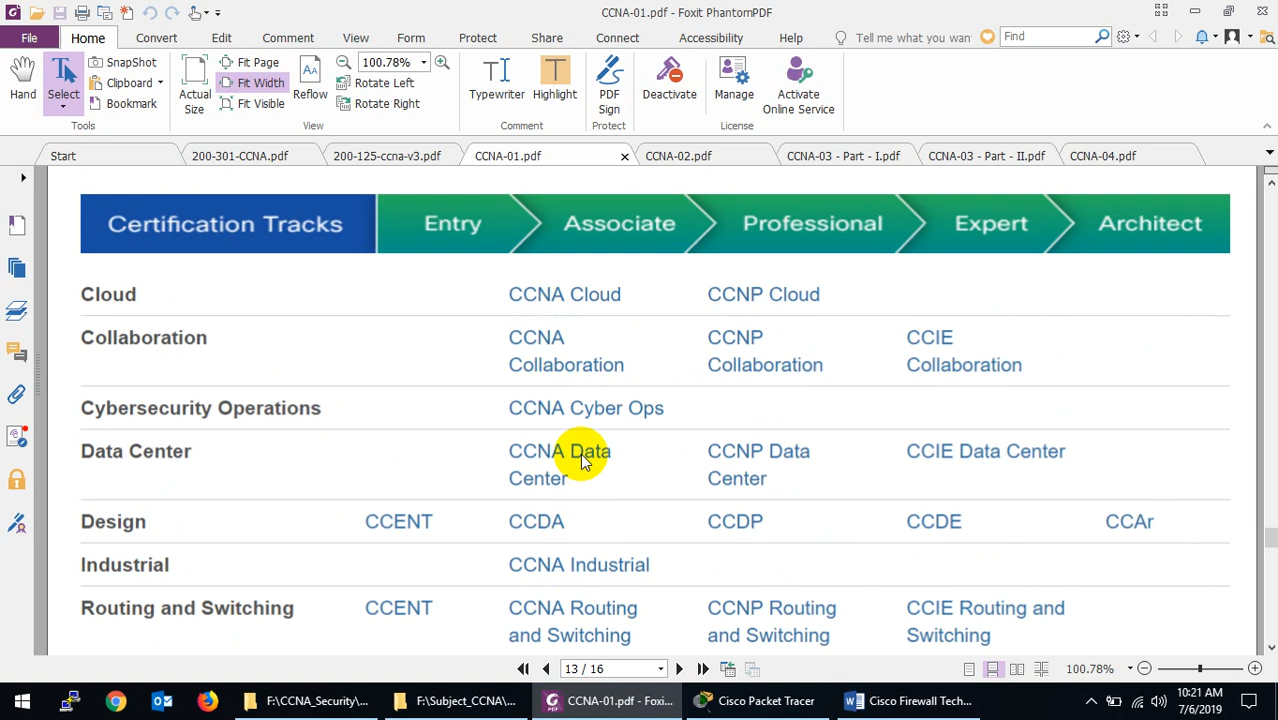 CCNA-01.pdf - Foxit PhantomPDF
File Home Convert Edit Comment View Form Protect Share Connect Accessibility Help Tell me what you want Find
Hand
Select
SnapShot
Clipboard
Bookmark
Tools
Actual Size
Fit Page
Fit Width
Fit Visible
Reflow
100.78%
Rotate Left
Rotate Right
View
Typewriter
Highlight
Comment
PDF Sign
Protect
Deactivate
Manage
Activate Online Service
License
Start 200-301-CCNA.pdf 200-125-ccna-v3.pdf CCNA-01.pdf CCNA-02.pdf CCNA-03 - Part - I.pdf CCNA-03 - Part - II.pdf CCNA-04.pdf
Certification Tracks Entry Associate Professional Expert Architect
Cloud CCNA Cloud CCNP Cloud
Collaboration CCNA CCNP CCIE
Collaboration Collaboration Collaboration
Cybersecurity Operations CCNA Cyber Ops
Data Center CCNA Data CCNP Data CCIE Data Center
Center Center
Design CCENT CCDA CCDP CCDE CCAr
Industrial CCNA Industrial
Routing and Switching CCENT CCNA Routing CCNP Routing CCIE Routing and
and Switching and Switching Switching
13 / 16 100.78%
F:\CCNA_Security\... F:\Subject_CCNA\... CCNA-01.pdf - Foxi... Cisco Packet Tracer Cisco Firewall Tech... 10:21 AM
7/6/2019